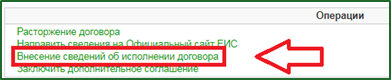 Операции
Расторжение договора
Направить сведения на Официальный сайт ЕИС
Внесение сведений об исполнении договора
Заключить дополнительное соглашение